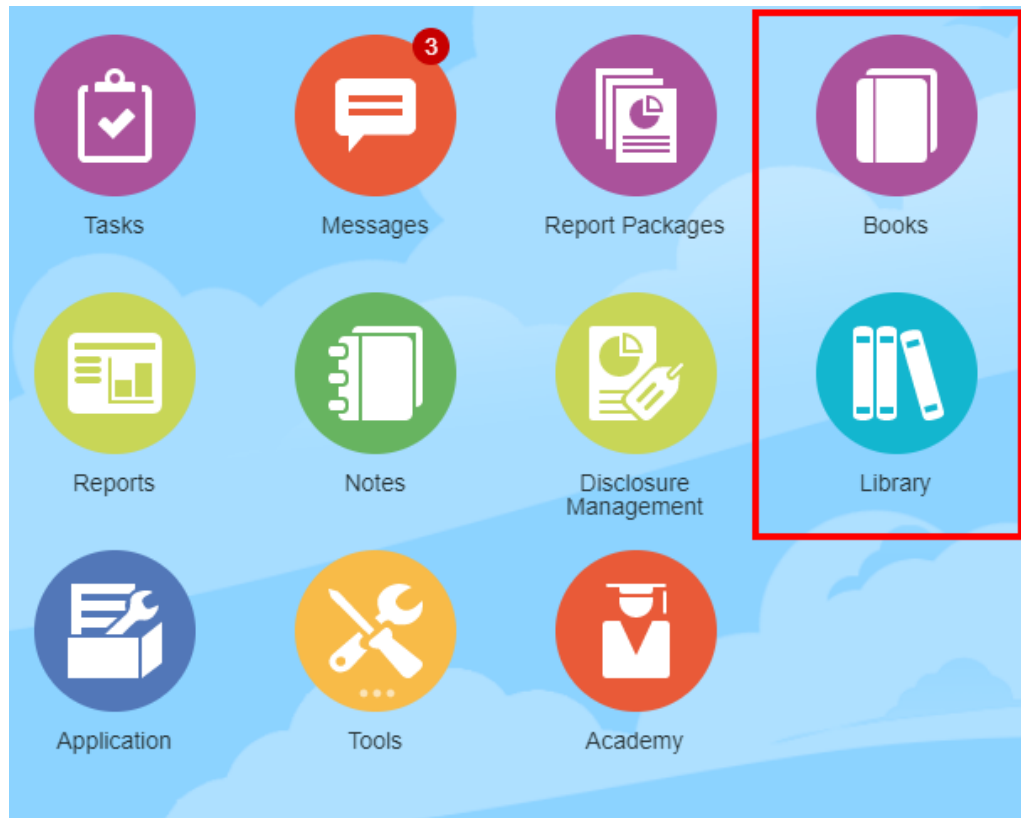 3
Tasks
Messages
Report Packages
Books
Reports
Notes
Disclosure
Management
Library
Application
Tools
Academy